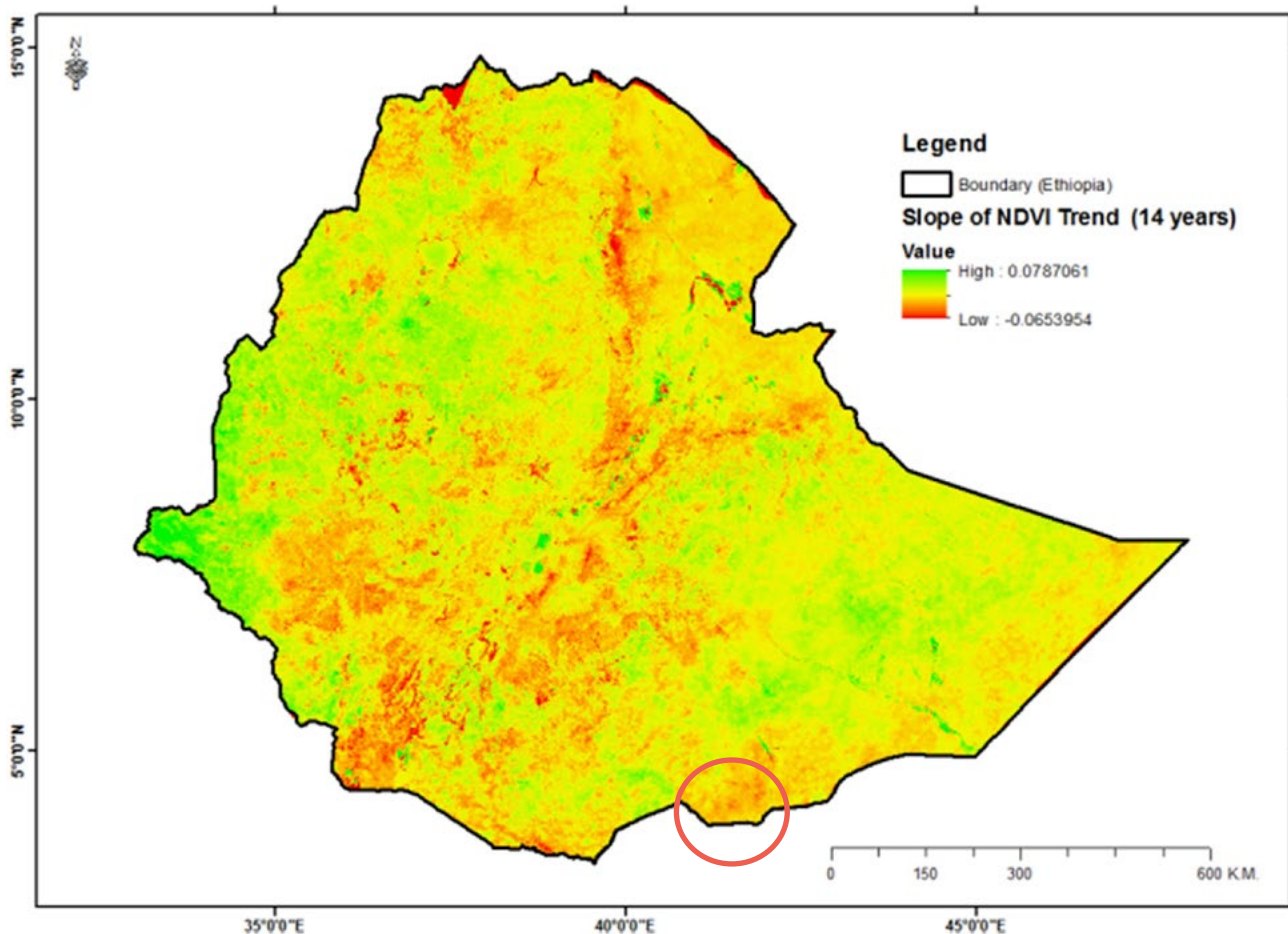 N
15°0'0"N
10°0'0"N
5°0'0"N
Legend
Boundary (Ethiopia)
Slope of NDVI Trend (14 years)
Value
High : 0.0787061
Low : -0.0653954
0 150 300 600 K.M.
35°0'0"E 40°0'0"E 45°0'0"E